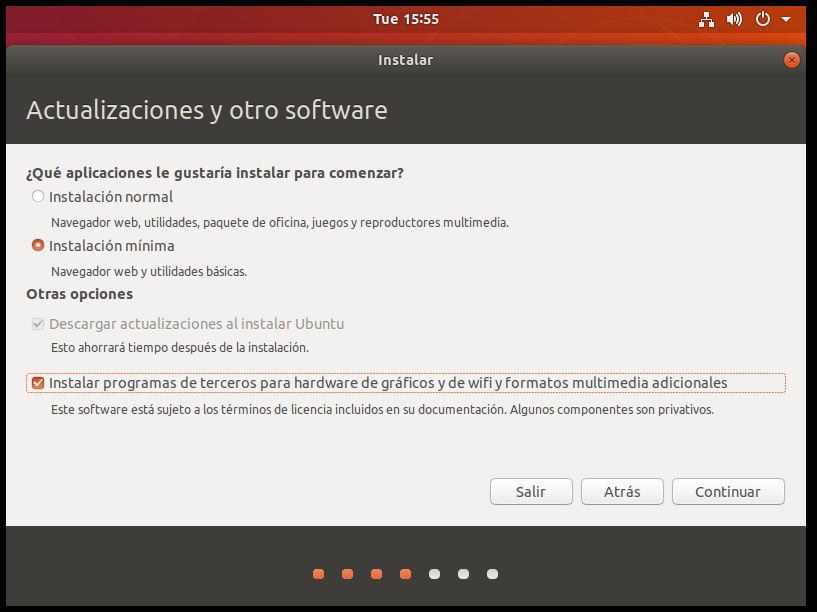 Tue 15:55
Instalar
Actualizaciones y otro software
¿Qué aplicaciones le gustaría instalar para comenzar?
Instalación normal
Navegador web, utilidades, paquete de oficina, juegos y reproductores multimedia.
Instalación mínima
Navegador web y utilidades básicas.
Otras opciones
Descargar actualizaciones al instalar Ubuntu
Esto ahorrará tiempo después de la instalación.
Instalar programas de terceros para hardware de gráficos y de wifi y formatos multimedia adicionales
Este software está sujeto a los términos de licencia incluidos en su documentación. Algunos componentes son privativos.
Salir Atrás Continuar